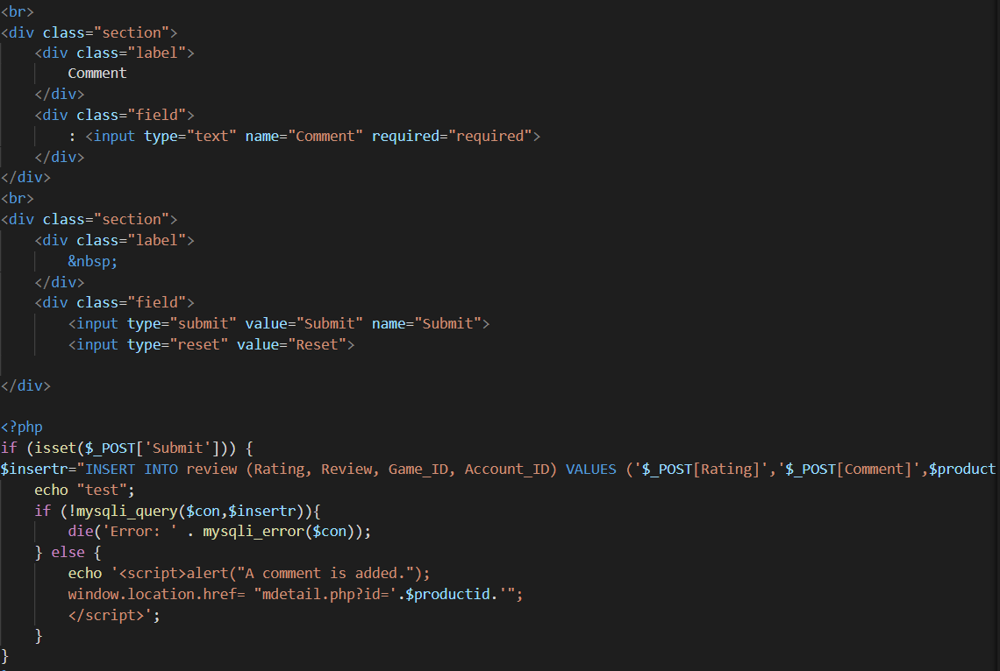 <br>
<div class="section">
<div class="label">
Comment
</div>
<div class="field">
: <input type="text" name="Comment" required="required">
</div>
</div>
<br>
<div class="section">
<div class="label">
&nbsp;
</div>
<div class="field">
<input type="submit" value="Submit" name="Submit">
<input type="reset" value="Reset">
</div>
<?php
if (isset($_POST['Submit'])) {
$insertr="INSERT INTO review (Rating, Review, Game_ID, Account_ID) VALUES ('$_POST[Rating]','$_POST[Comment]',$product
echo "test";
if (!mysqli_query($con,$insertr)){
die('Error: ' . mysqli_error($con));
} else {
echo '<script>alert("A comment is added.");
window.location.href= "mdetail.php?id='.$productid.'";
</script>';
}
}